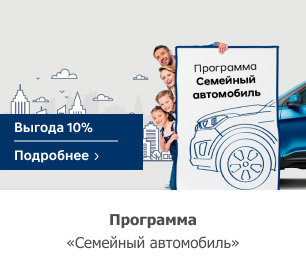 Программа
Семейный
автомобиль
Выгода 10%
Подробнее ›
Программа
«Семейный автомобиль»